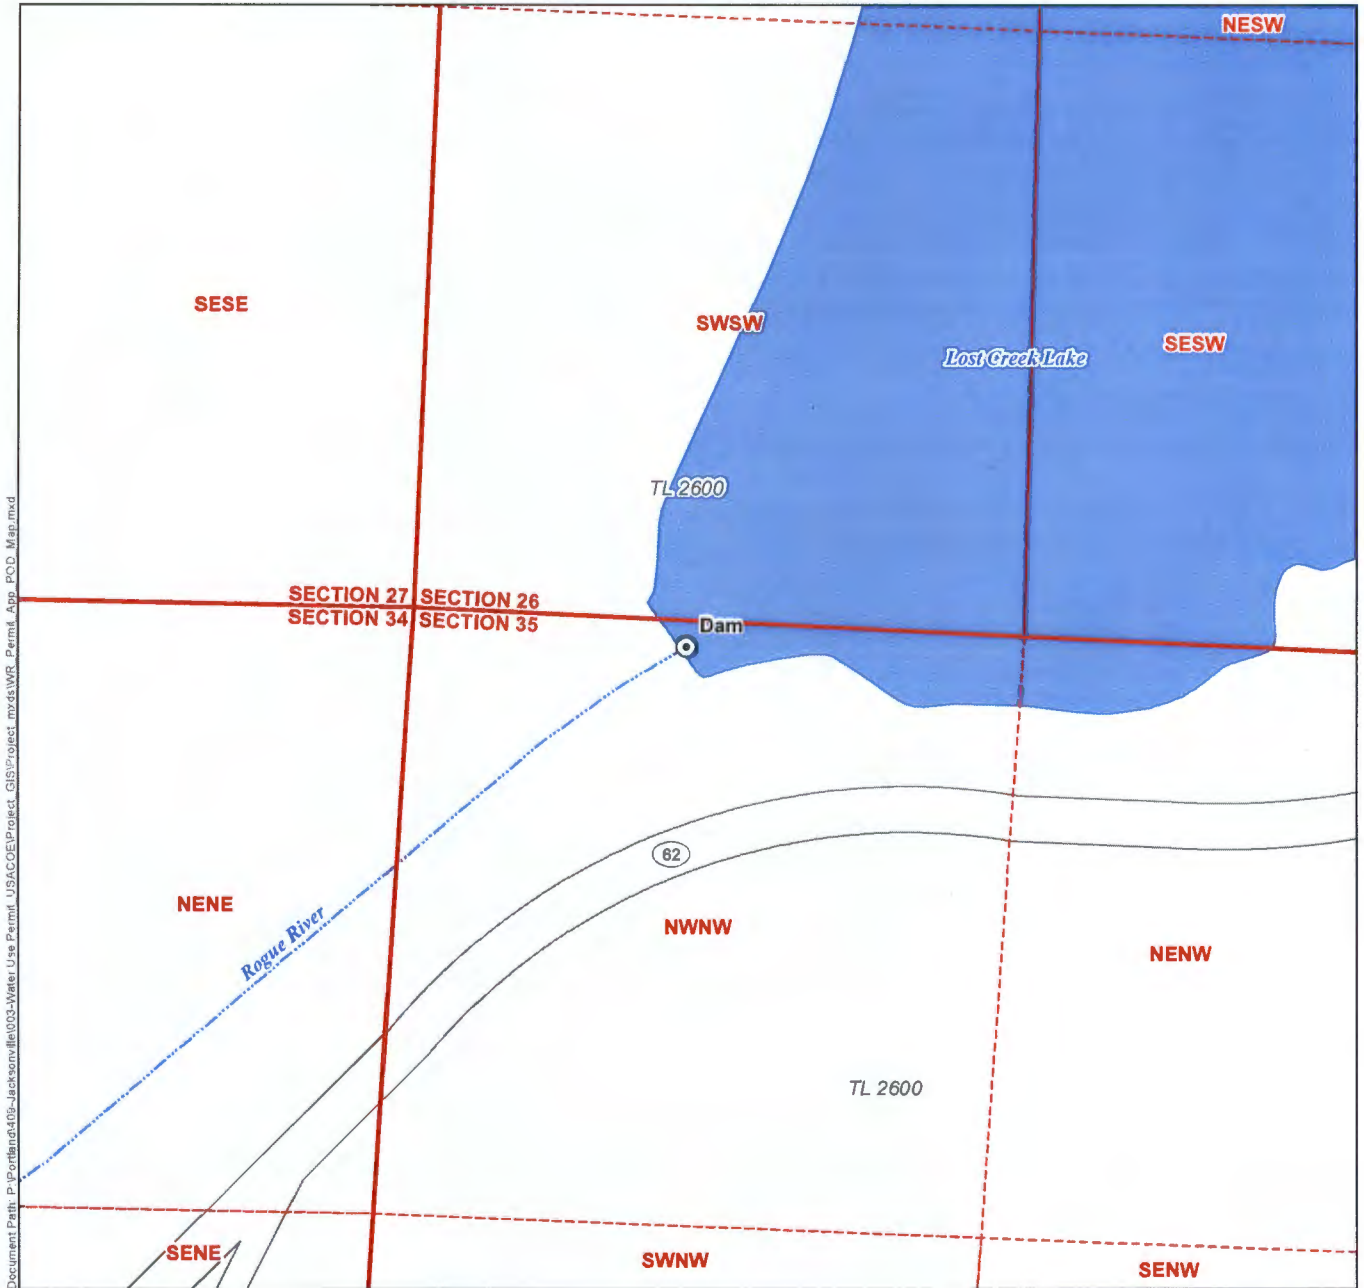 NESW
SESE
SWSW
SESW
Lost Creek Lake
TL 2600
SECTION 27
SECTION 26
SECTION 34
SECTION 35
Dam
62
NENE
Rogue River
NWNW
NENW
TL 2600
SENE
SWNW
SENW
Document Path: P:\Portland\409-Jacksonville\003-Water Use Permit_USACOE\Project_GIS\Project_mxds\WR_Permit_App_POD_Map.mxd